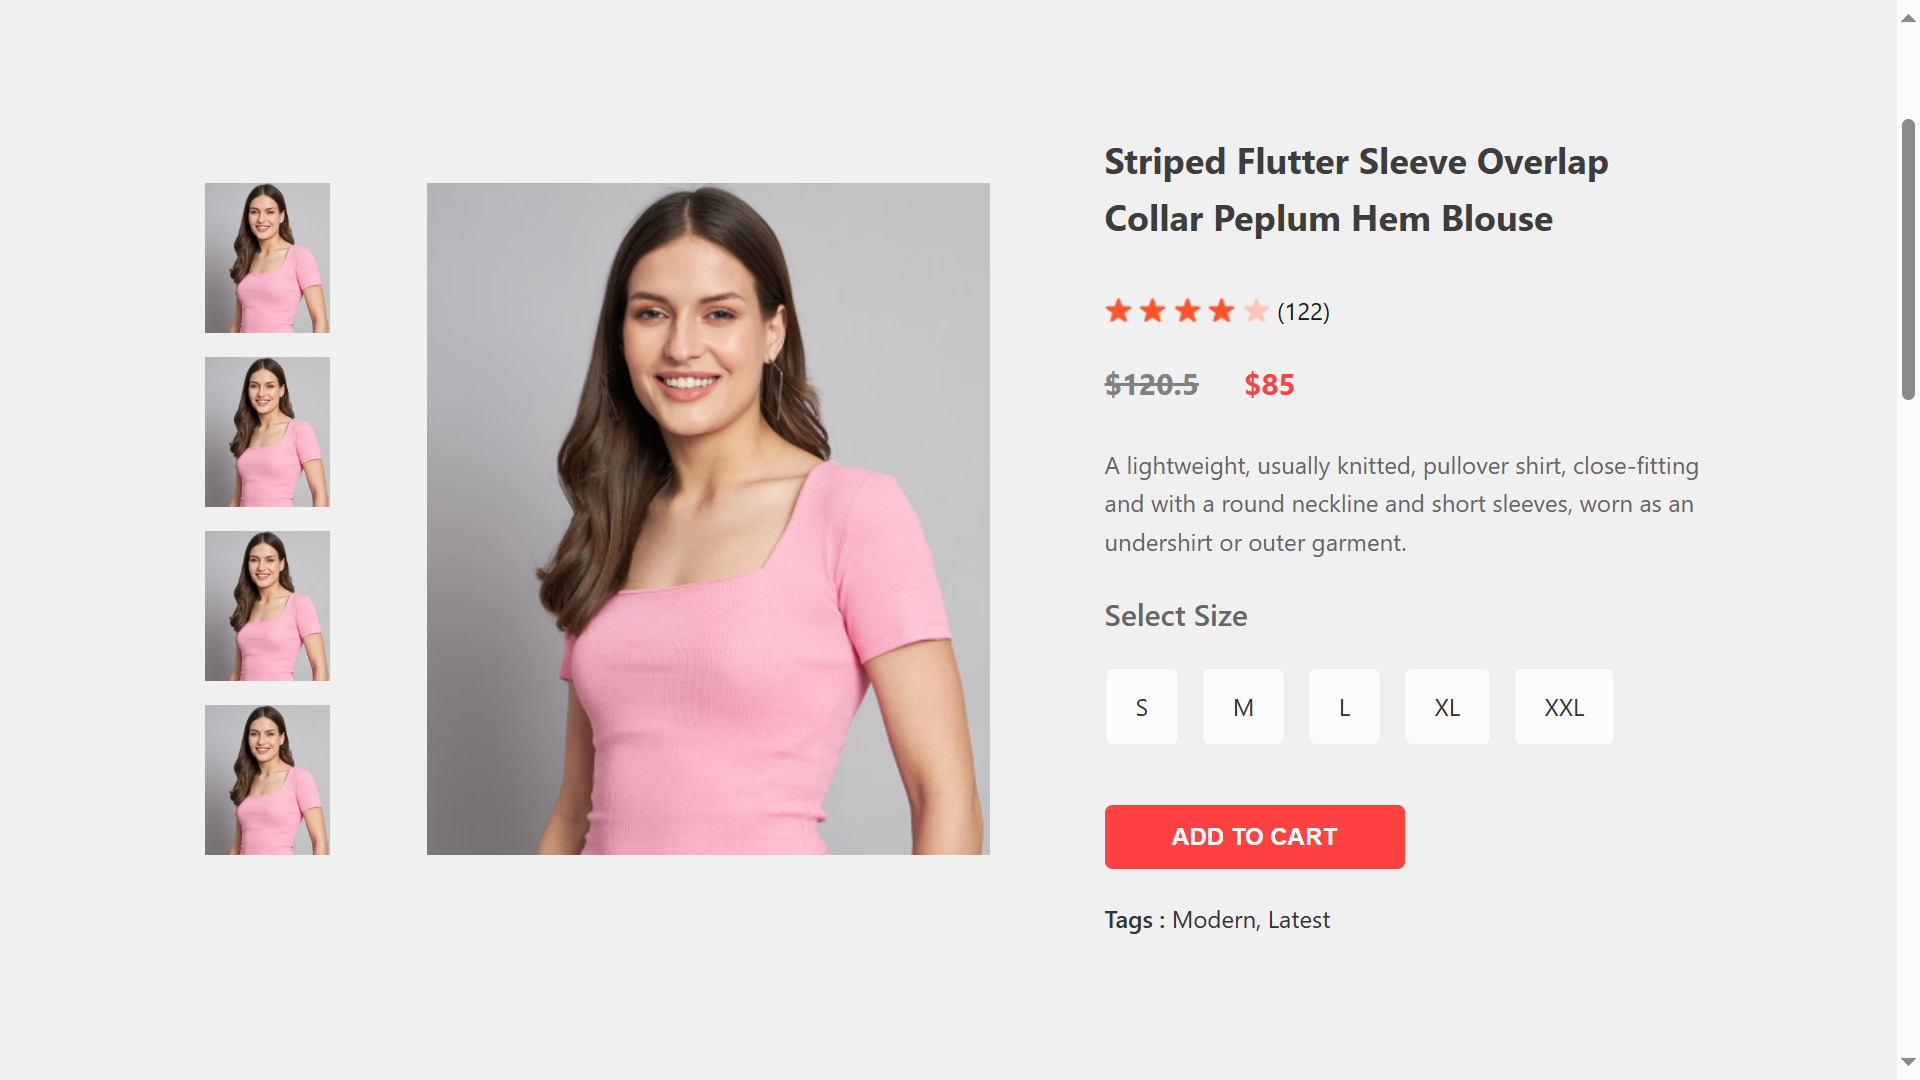 Striped Flutter Sleeve Overlap
Collar Peplum Hem Blouse
(122)
$120.5 $85
A lightweight, usually knitted, pullover shirt, close-fitting
and with a round neckline and short sleeves, worn as an
undershirt or outer garment.
Select Size
S M L XL XXL
ADD TO CART
Tags : Modern, Latest